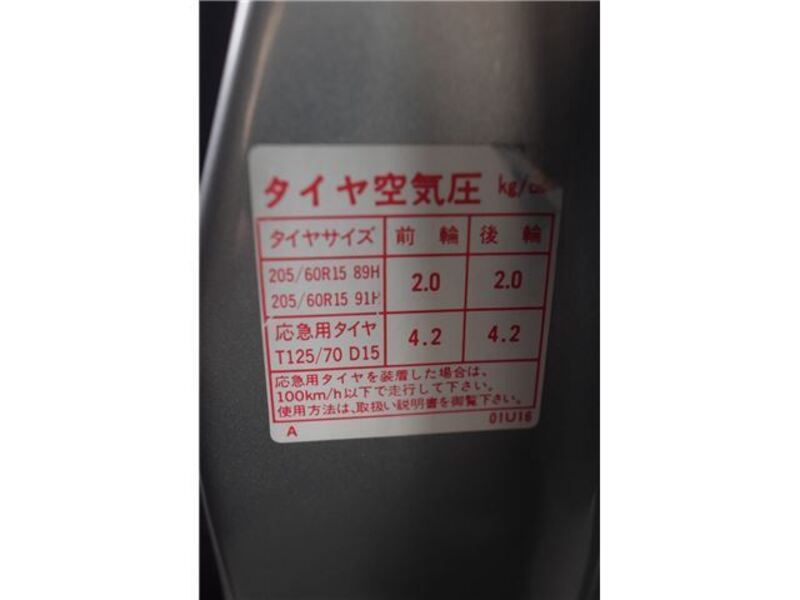 タイヤ空気圧 kg/
タイヤサイズ 前輪 後輪
205/60R15 89H
205/60R15 91H
2.0 2.0
応急用タイヤ
T125/70 D15
4.2 4.2
応急用タイヤを装着した場合は、
100km/h以下で走行して下さい。
使用方法は、取扱い説明書を御覧下さい。
A 01U16